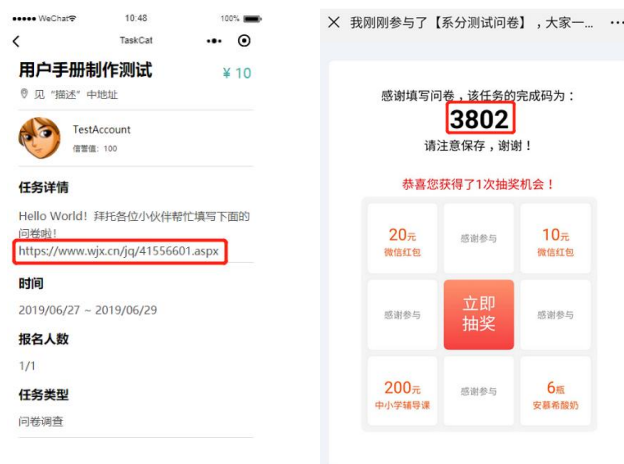 WeChat
10:48
100%
TaskCat
用户手册制作测试
¥ 10
见 “描述” 中地址
TestAccount
信誉值：100
任务详情
Hello World！拜托各位小伙伴帮忙填写下面的
问卷啦！
https://www.wjx.cn/jq/41556601.aspx
时间
2019/06/27 ~ 2019/06/29
报名人数
1/1
任务类型
问卷调查
我刚刚参与了【系分测试问卷】，大家一...
感谢填写问卷，该任务的完成码为：
3802
请注意保存，谢谢！
恭喜您获得了1次抽奖机会！
20元
微信红包
感谢参与
10元
微信红包
感谢参与
立即
抽奖
感谢参与
200元
中小学辅导课
感谢参与
6瓶
安慕希酸奶